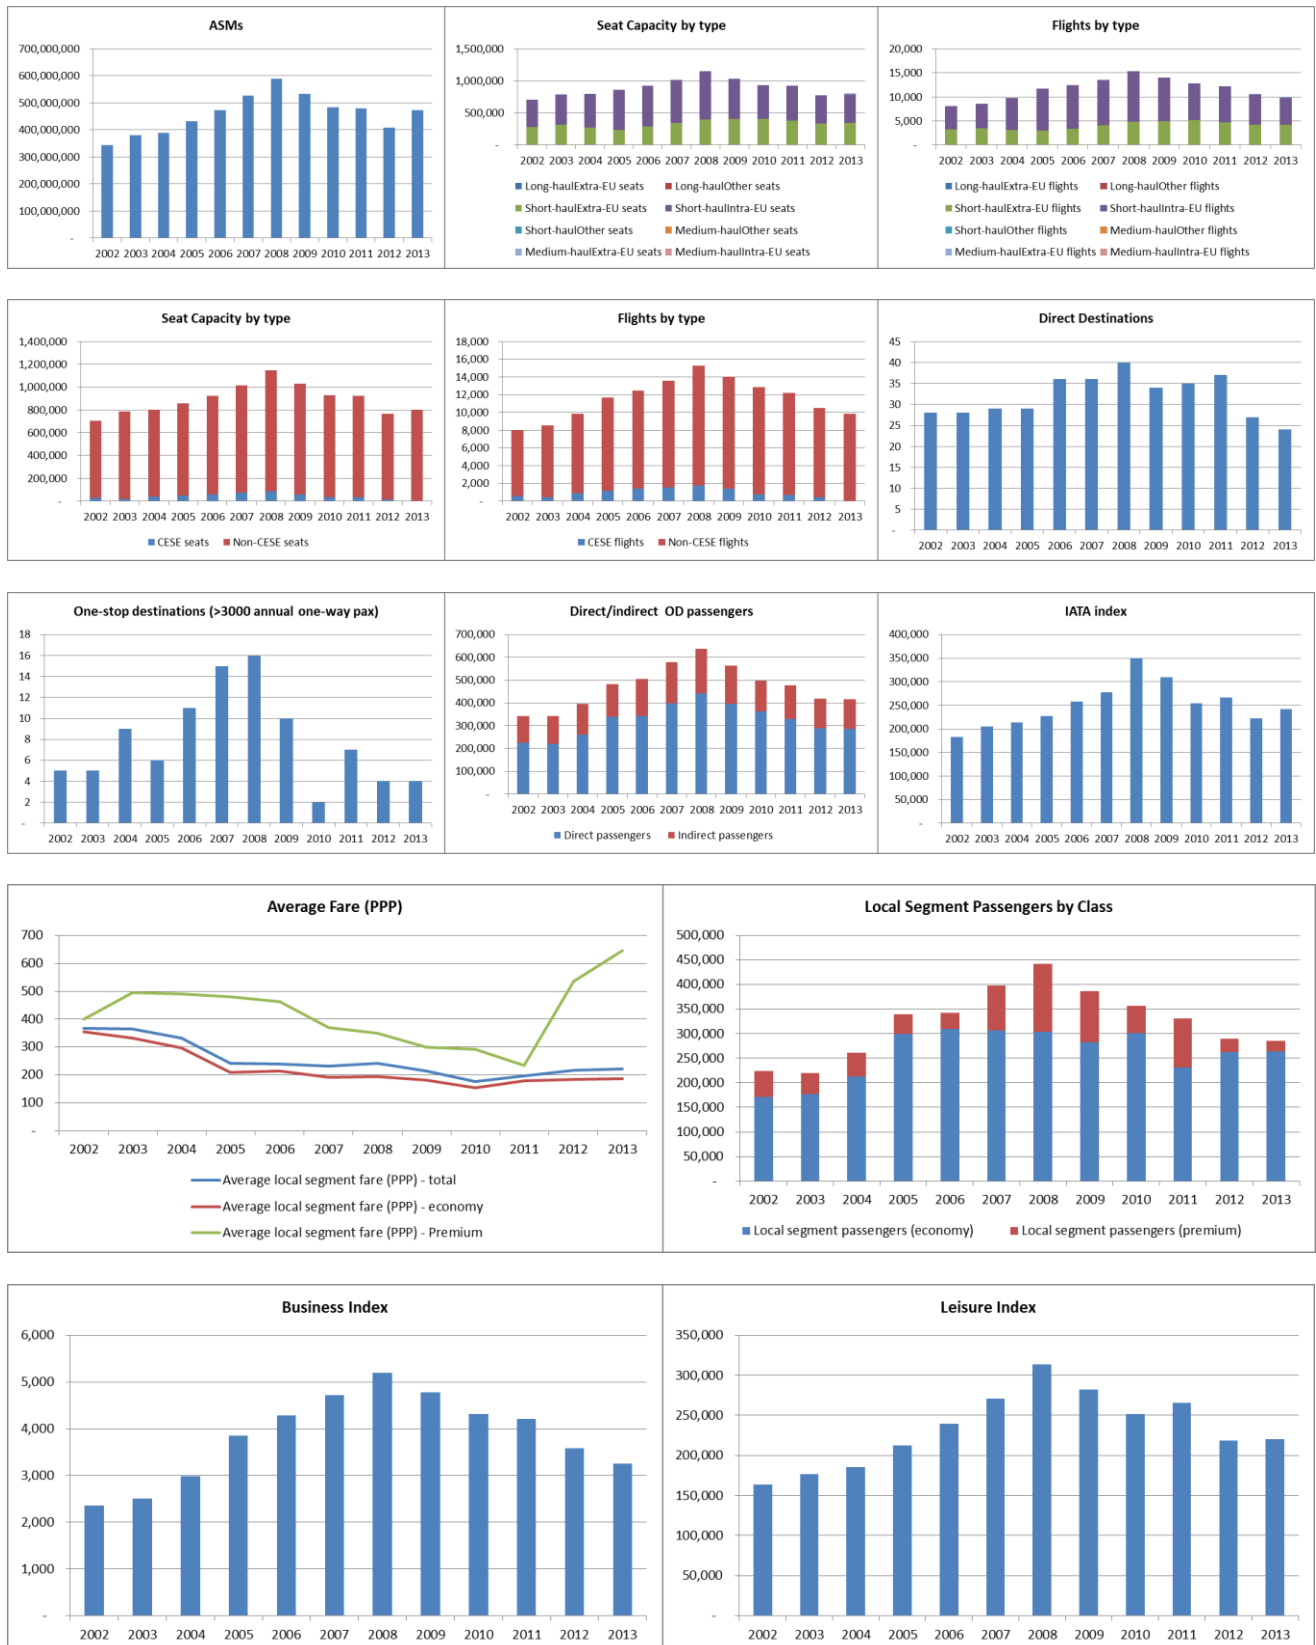 ASMs
700,000,000
600,000,000
500,000,000
400,000,000
300,000,000
200,000,000
100,000,000
-
2002 2003 2004 2005 2006 2007 2008 2009 2010 2011 2012 2013
Seat Capacity by type
1,500,000
1,000,000
500,000
-
2002 2003 2004 2005 2006 2007 2008 2009 2010 2011 2012 2013
Long-haulExtra-EU seats Long-haulOther seats
Short-haulExtra-EU seats Short-haulIntra-EU seats
Short-haulOther seats Medium-haulOther seats
Medium-haulExtra-EU seats Medium-haulIntra-EU seats
Flights by type
20,000
15,000
10,000
5,000
-
2002 2003 2004 2005 2006 2007 2008 2009 2010 2011 2012 2013
Long-haulExtra-EU flights Long-haulOther flights
Short-haulExtra-EU flights Short-haulIntra-EU flights
Short-haulOther flights Medium-haulOther flights
Medium-haulExtra-EU flights Medium-haulIntra-EU flights
Seat Capacity by type
1,400,000
1,200,000
1,000,000
800,000
600,000
400,000
200,000
-
2002 2003 2004 2005 2006 2007 2008 2009 2010 2011 2012 2013
CESE seats Non-CESE seats
Flights by type
18,000
16,000
14,000
12,000
10,000
8,000
6,000
4,000
2,000
-
2002 2003 2004 2005 2006 2007 2008 2009 2010 2011 2012 2013
CESE flights Non-CESE flights
Direct Destinations
45
40
35
30
25
20
15
10
5
-
2002 2003 2004 2005 2006 2007 2008 2009 2010 2011 2012 2013
One-stop destinations (>3000 annual one-way pax)
18
16
14
12
10
8
6
4
2
-
2002 2003 2004 2005 2006 2007 2008 2009 2010 2011 2012 2013
Direct/indirect OD passengers
700,000
600,000
500,000
400,000
300,000
200,000
100,000
-
2002 2003 2004 2005 2006 2007 2008 2009 2010 2011 2012 2013
Direct passengers Indirect passengers
IATA index
400,000
350,000
300,000
250,000
200,000
150,000
100,000
50,000
-
2002 2003 2004 2005 2006 2007 2008 2009 2010 2011 2012 2013
Average Fare (PPP)
700
600
500
400
300
200
100
-
2002 2003 2004 2005 2006 2007 2008 2009 2010 2011 2012 2013
Average local segment fare (PPP) - total
Average local segment fare (PPP) - economy
Average local segment fare (PPP) - Premium
Local Segment Passengers by Class
500,000
450,000
400,000
350,000
300,000
250,000
200,000
150,000
100,000
50,000
-
2002 2003 2004 2005 2006 2007 2008 2009 2010 2011 2012 2013
Local segment passengers (economy) Local segment passengers (premium)
Business Index
6,000
5,000
4,000
3,000
2,000
1,000
-
2002 2003 2004 2005 2006 2007 2008 2009 2010 2011 2012 2013
Leisure Index
350,000
300,000
250,000
200,000
150,000
100,000
50,000
-
2002 2003 2004 2005 2006 2007 2008 2009 2010 2011 2012 2013